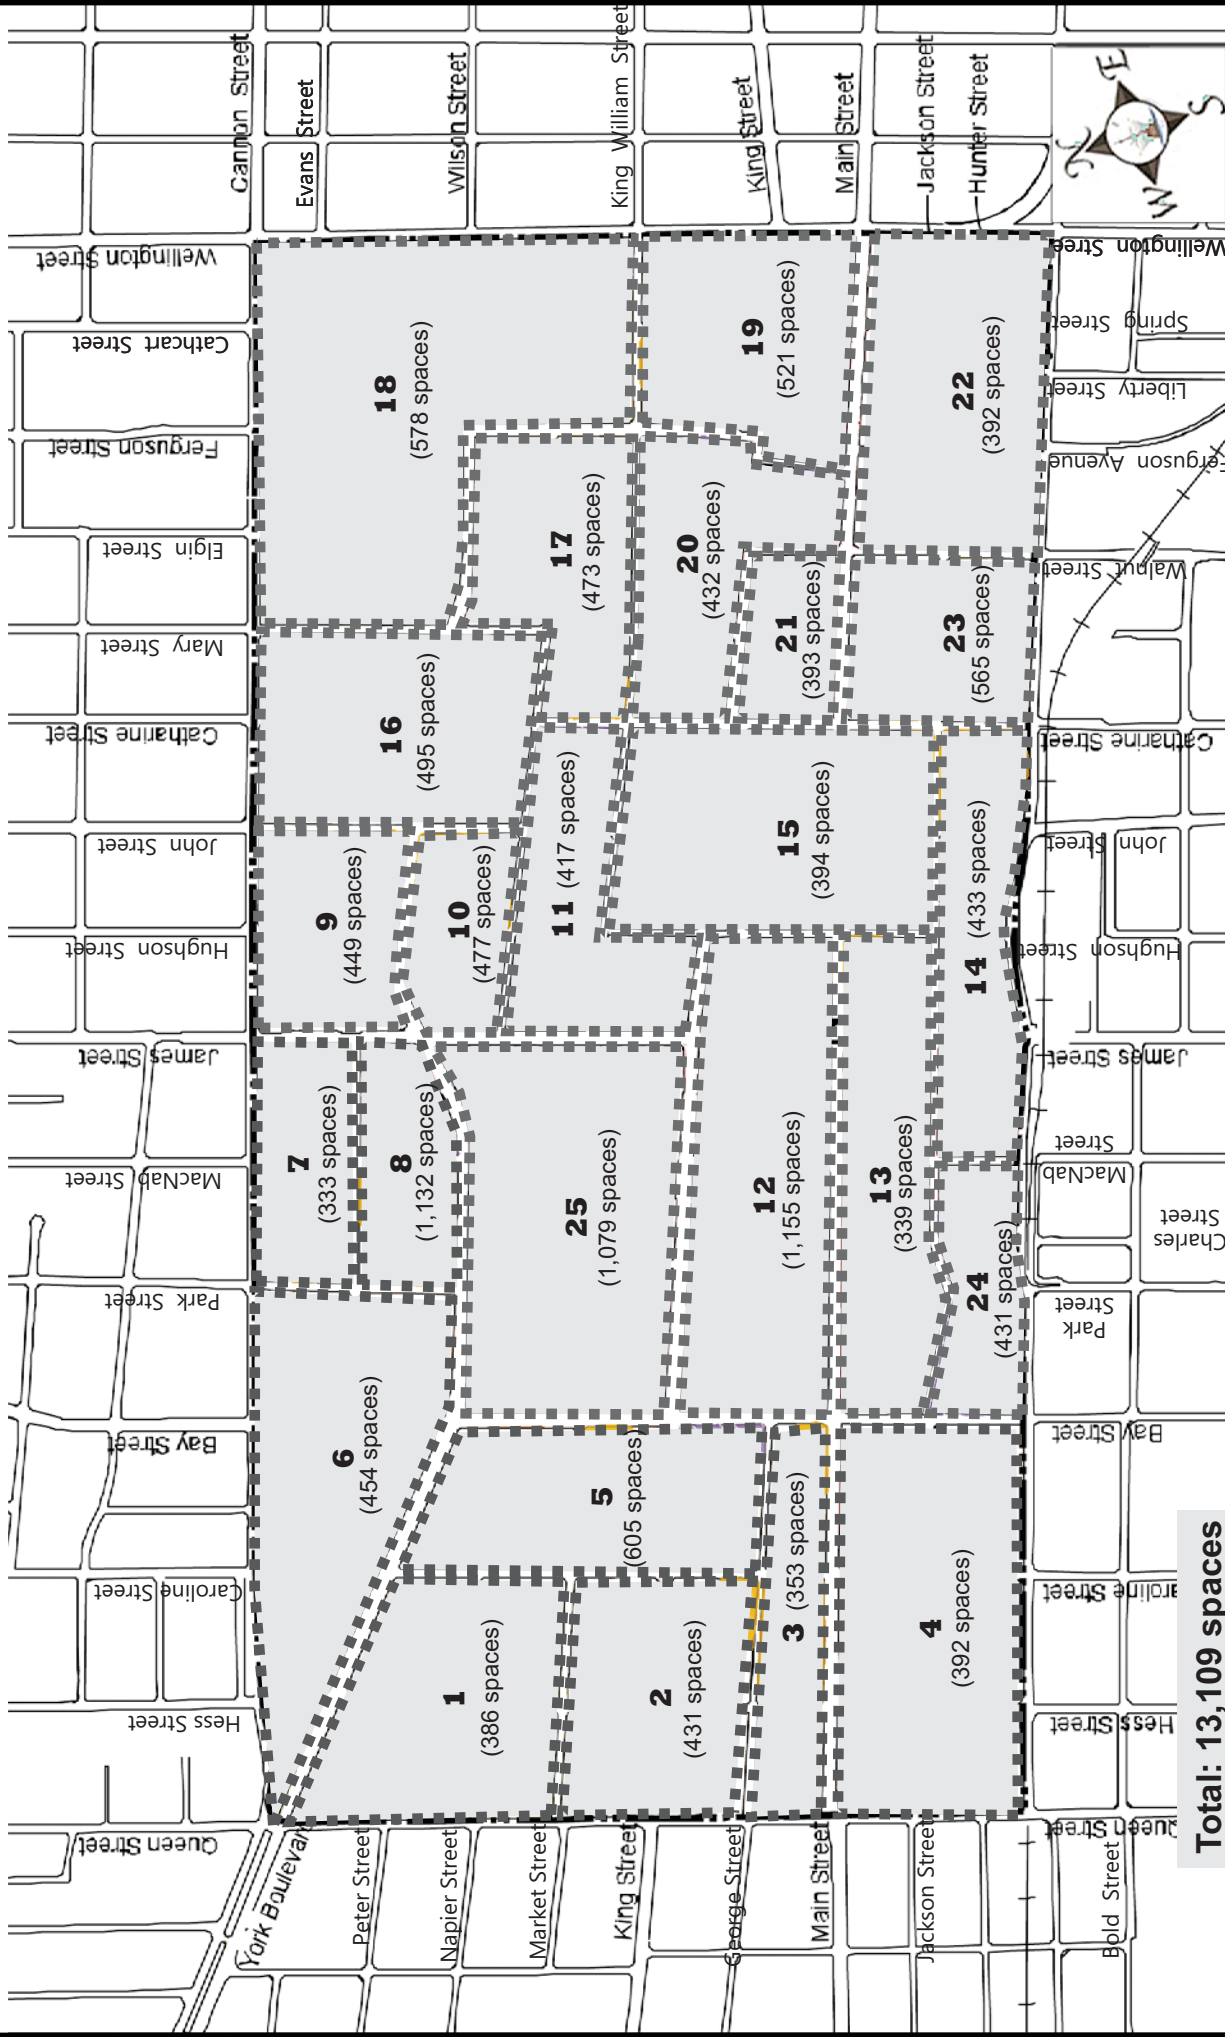 Queen Street
Hess Street
Caroline Street
Bay Street
Park Street
MacNab Street
James Street
Hughson Street
John Street
Catharine Street
Mary Street
Elgin Street
Ferguson Street
Cathcart Street
Wellington Street
York Boulevard
Peter Street
Napier Street
Market Street
King Street
George Street
Main Street
Jackson Street
Bold Street
Cannon Street
Evans Street
Wilson Street
King William Street
King Street
Main Street
Jackson Street
Hunter Street
1
(386 spaces)
2
(431 spaces)
3 (353 spaces)
4
(392 spaces)
5
(605 spaces)
6
(454 spaces)
7
(333 spaces)
8
(1,132 spaces)
9
(449 spaces)
10
(477 spaces)
11 (417 spaces)
12
(1,155 spaces)
13
(339 spaces)
14 (433 spaces)
15
(394 spaces)
16
(495 spaces)
17
(473 spaces)
18
(578 spaces)
19
(521 spaces)
20
(432 spaces)
21
(393 spaces)
22
(392 spaces)
23
(565 spaces)
24
(431 spaces)
25
(1,079 spaces)
Queen
Hess Street
aroline Street
Bay Street
Park
Street
Charles
Street
MacNab
Street
James Street
Hughson Street
John Street
Catharine Street
Walnut Street
Ferguson Avenue
Liberty Street
Spring Street
Wellington Stree
N
E
S
W
Total: 13,109 spaces